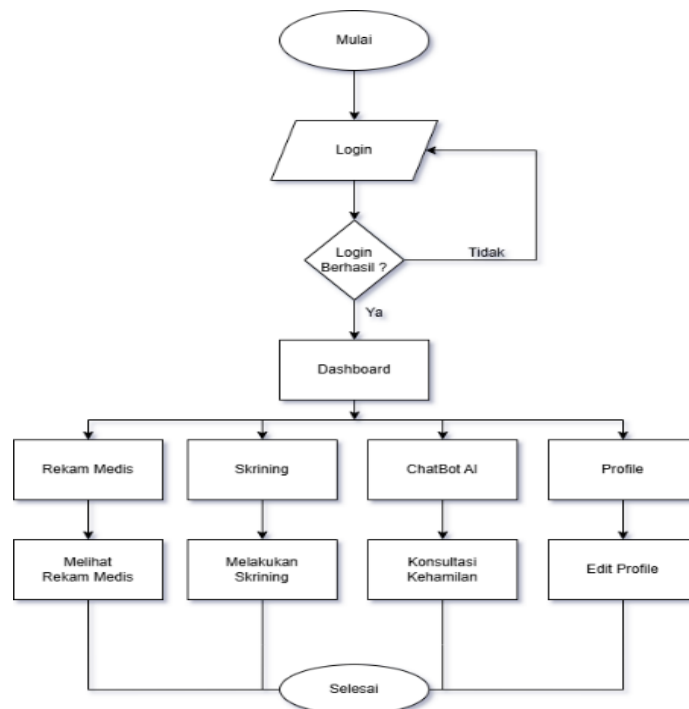 Mulai
Login
Login
Berhasil ?
Tidak
Ya
Dashboard
Rekam Medis
Skrining
ChatBot AI
Profile
Melihat
Rekam Medis
Melakukan
Skrining
Konsultasi
Kehamilan
Edit Profile
Selesai